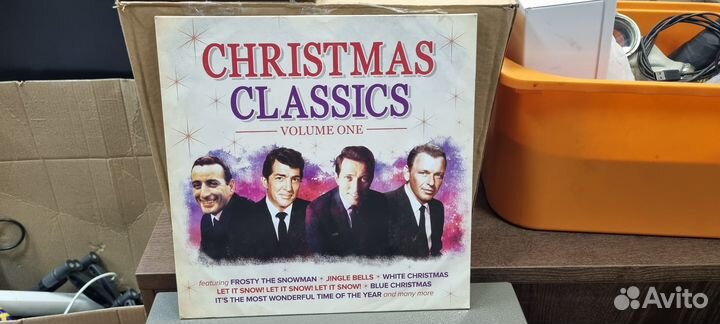 CHRISTMAS
CLASSICS
VOLUME ONE
featuring FROSTY THE SNOWMAN * JINGLE BELLS * WHITE CHRISTMAS
LET IT SNOW! LET IT SNOW! LET IT SNOW! * BLUE CHRISTMAS
IT'S THE MOST WONDERFUL TIME OF THE YEAR and many more
Avito